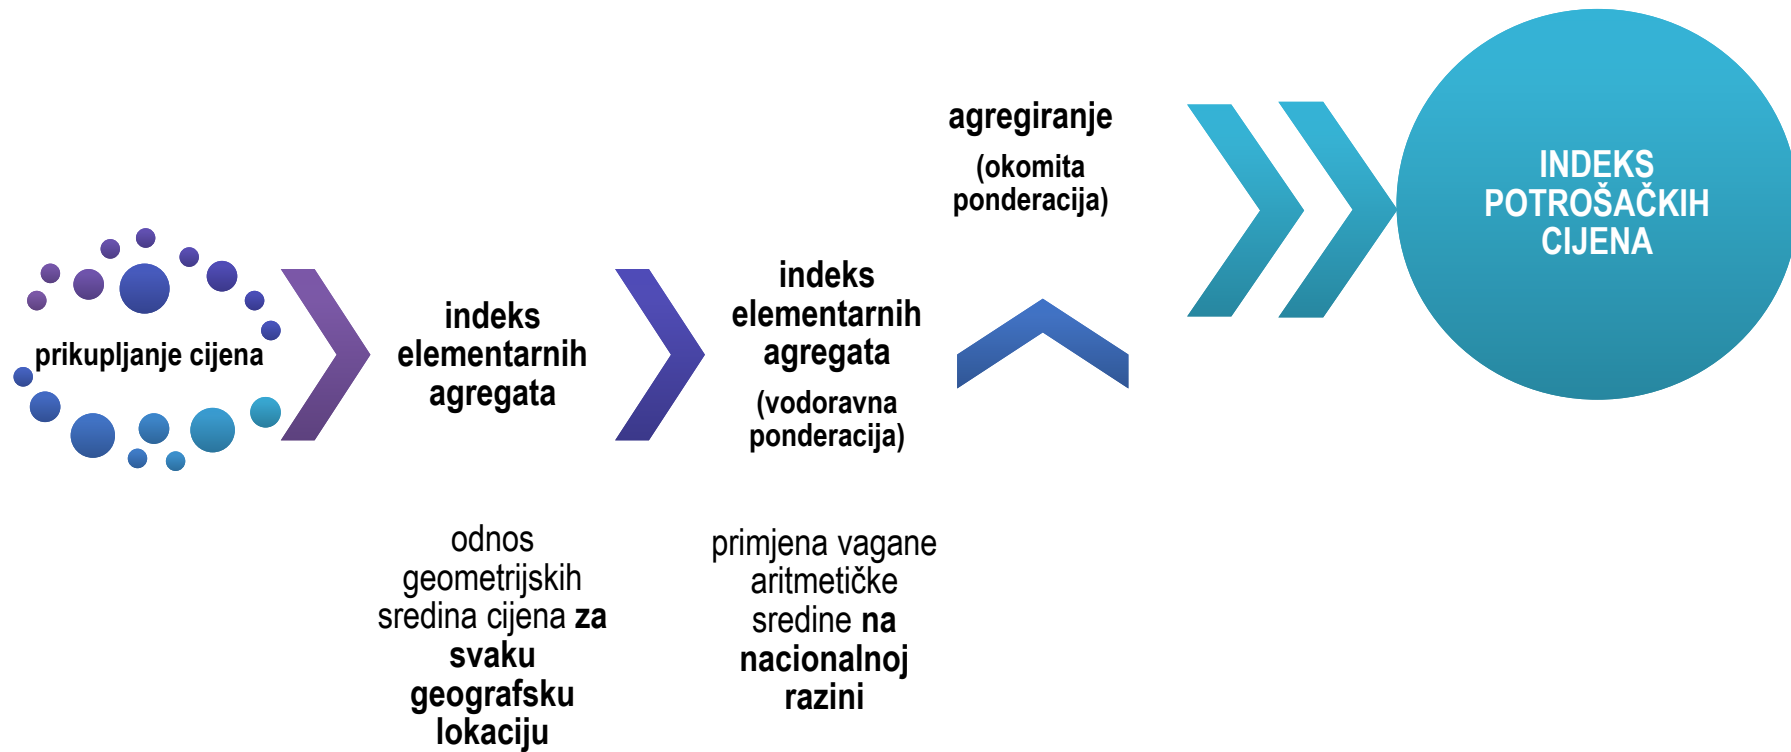 prikupljanje cijena
indeks
elementarnih
agregata
odnos
geometrijskih
sredina cijena za
svaku
geografsku
lokaciju
indeks
elementarnih
agregata
(vodoravna
ponderacija)
primjena vagane
aritmetičke
sredine na
nacionalnoj
razini
agregiranje
(okomita
ponderacija)
INDEKS
POTROŠAČKIH
CIJENA